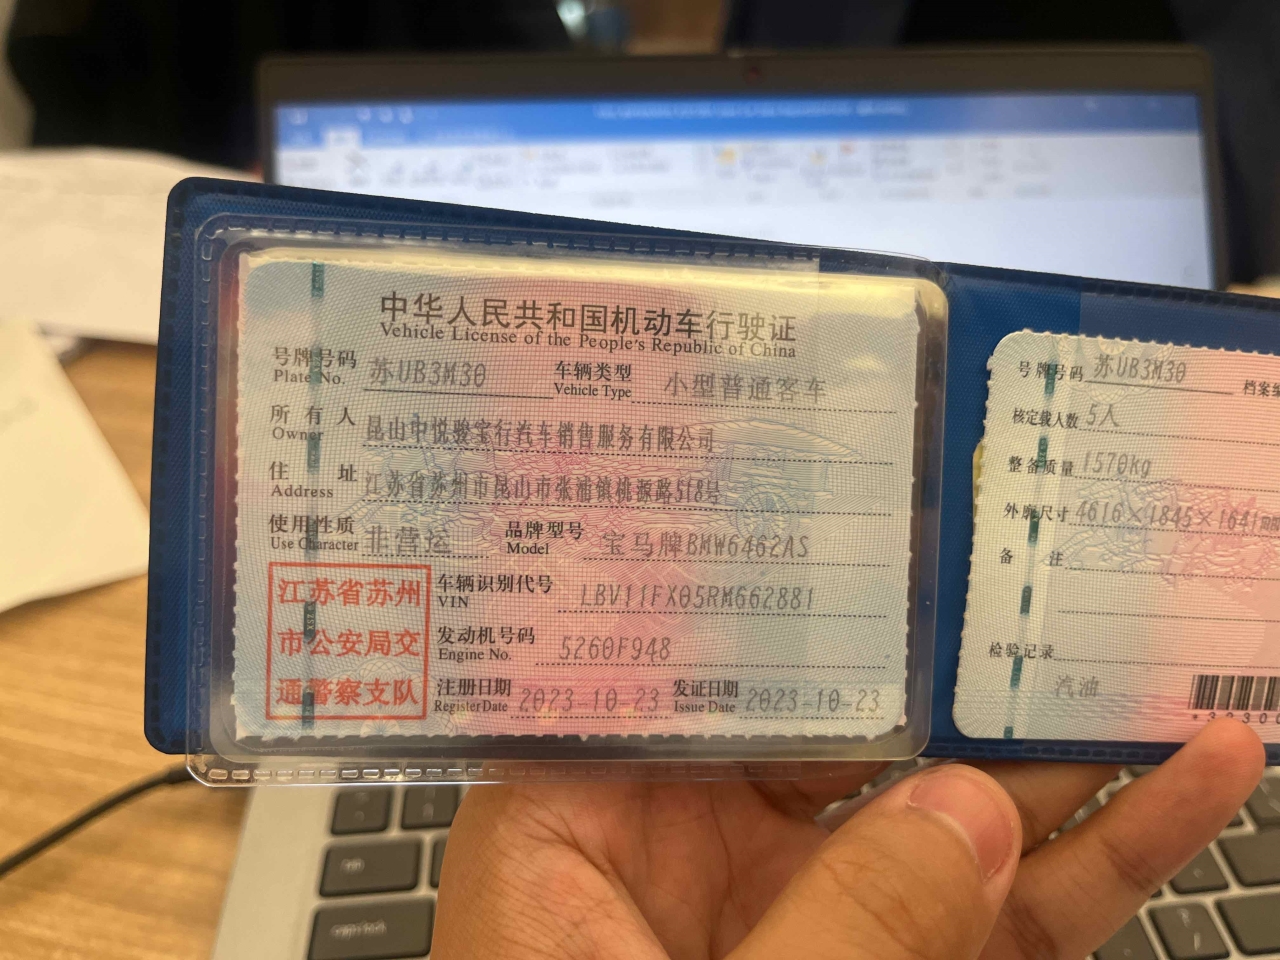 中华人民共和国机动车行驶证
Vehicle License of the People's Republic of China
号牌号码 苏UB3M30 车辆类型 小型普通客车
Plate No. Vehicle Type
所有人 昆山中悦骏宝行汽车销售服务有限公司
Owner
住址 江苏省苏州市昆山市张浦镇桃源路518号
Address
使用性质 非营运 品牌型号 宝马牌BMW6462AS
Use Character Model
江苏省苏州
市公安局交
通警察支队
车辆识别代号 LBV11FX05RM662881
VIN
发动机号码 5260F948
Engine No.
注册日期 2023-10-23 发证日期 2023-10-23
Register Date Issue Date
号牌号码 苏UB3M30 档案编
核定载人数 5人
整备质量 1570kg
外廓尺寸 4616×1845×1641
备注
检验记录
汽油
tab
caps lock